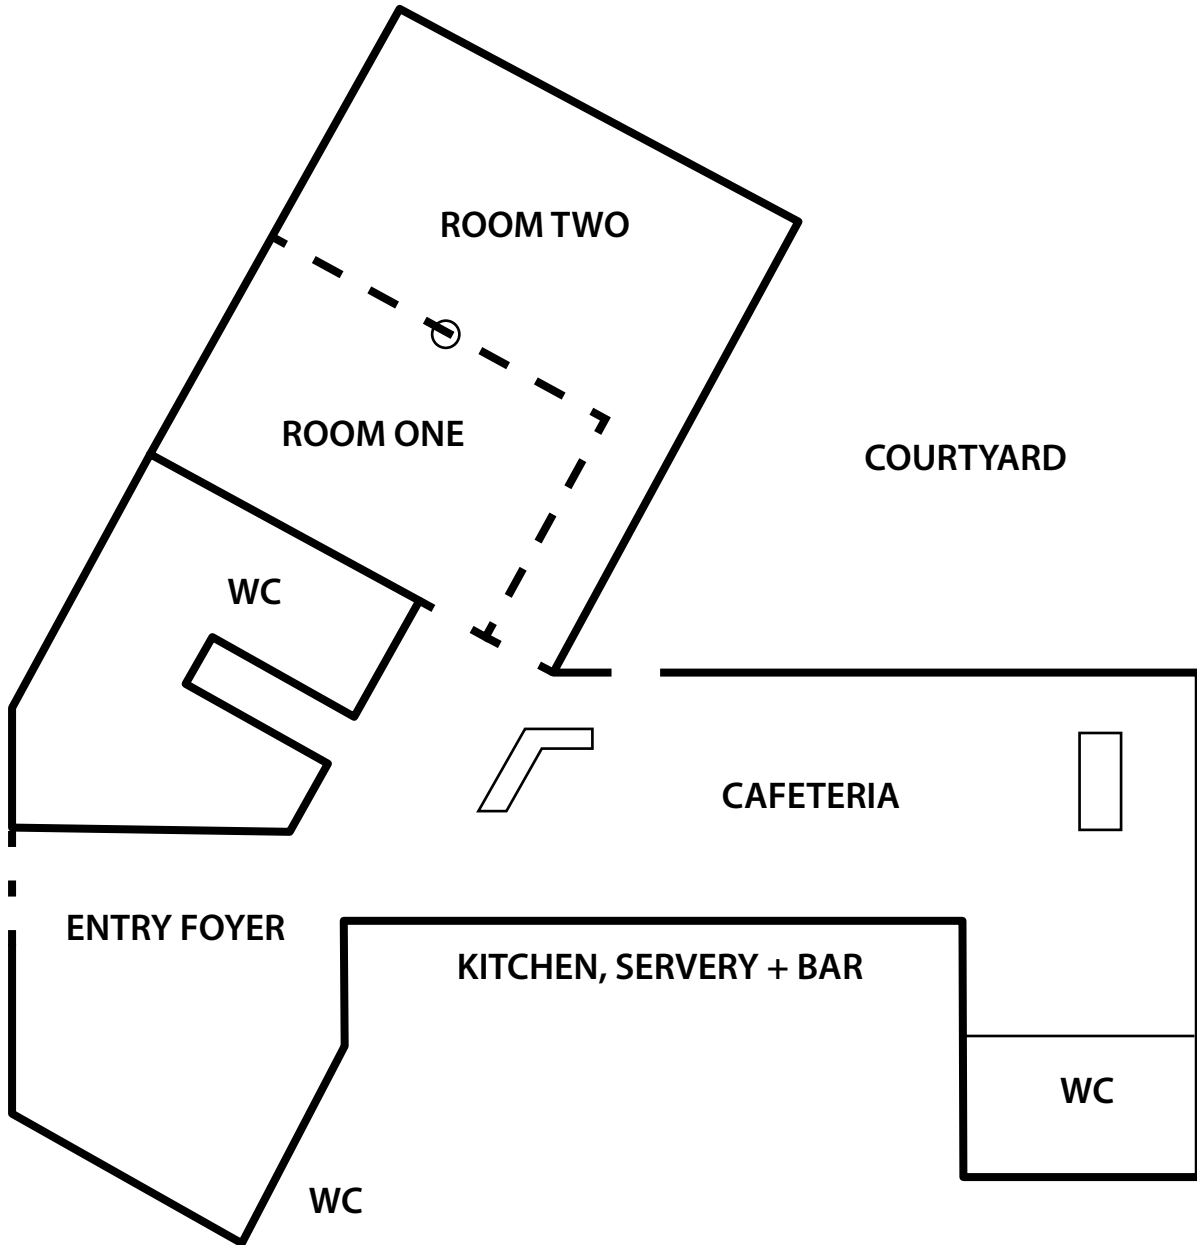 ROOM TWO
ROOM ONE
COURTYARD
WC
CAFETERIA
ENTRY FOYER
KITCHEN, SERVERY + BAR
WC
WC